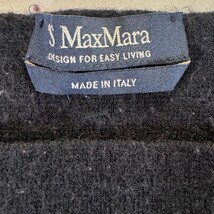 S MaxMara
DESIGN FOR EASY LIVING
MADE IN ITALY